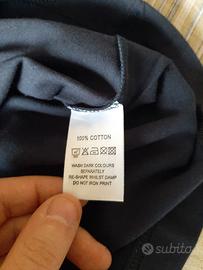 100% COTTON
WASH DARK COLOURS
SEPARATELY
RE-SHAPE WHILST DAMP
DO NOT IRON PRINT
subito